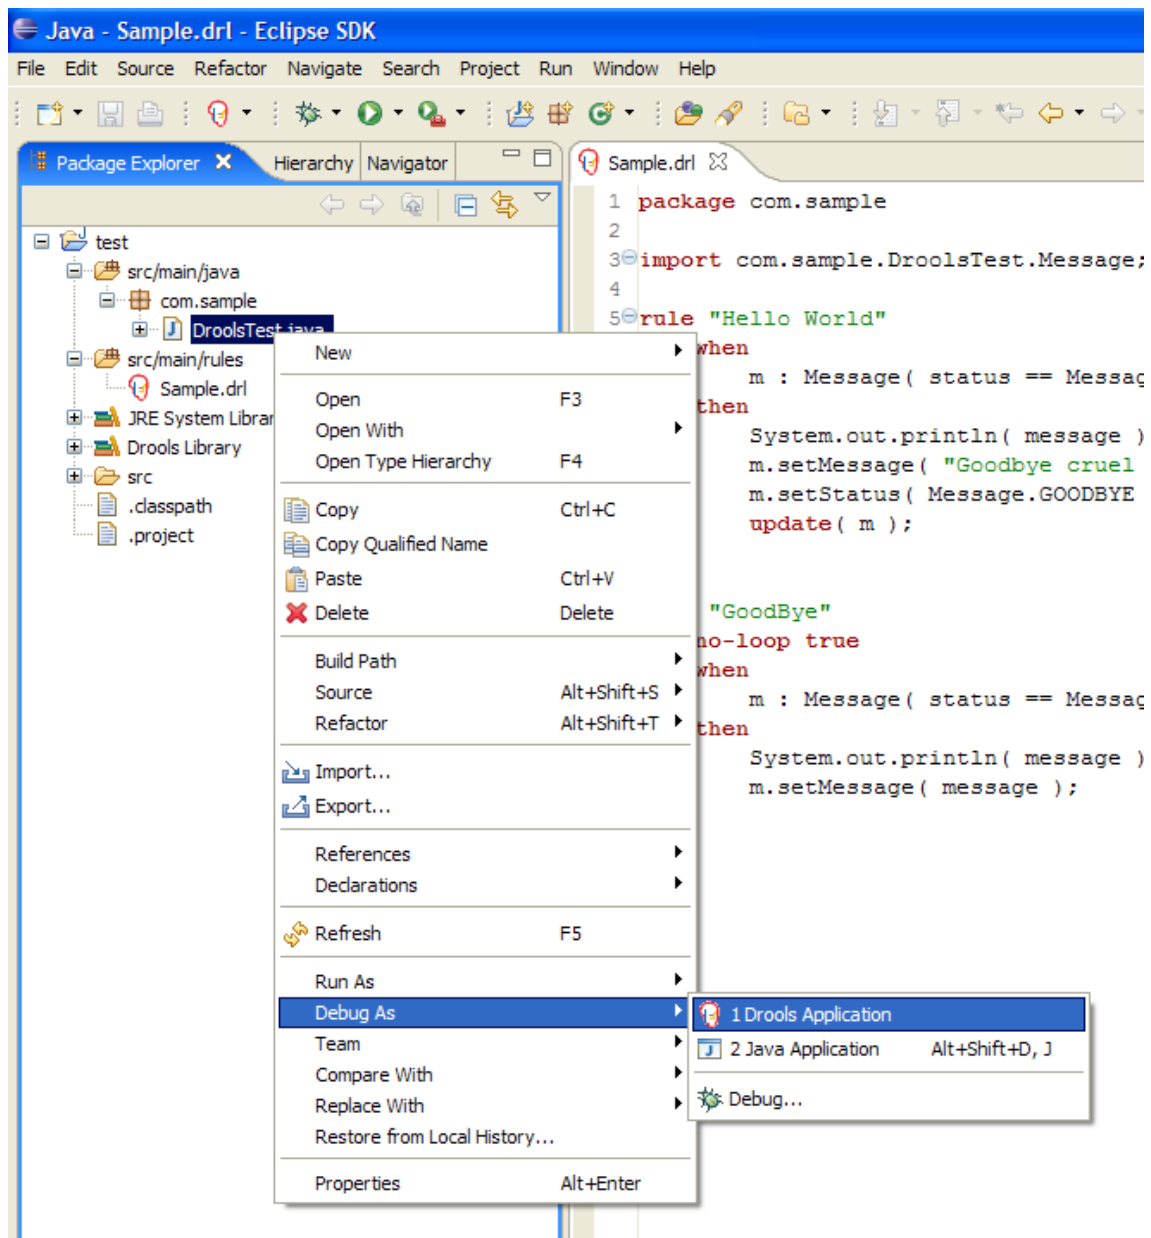 Java - Sample.drl - Eclipse SDK
File Edit Source Refactor Navigate Search Project Run Window Help
Package Explorer Hierarchy Navigator
test
src/main/java
com.sample
DroolsTest.java
src/main/rules
Sample.drl
JRE System Librar
Drools Library
src
.classpath
.project
Sample.drl
1 package com.sample
2
3 import com.sample.DroolsTest.Message;
4
5 rule "Hello World"
when
m : Message( status == Messag
then
System.out.println( message )
m.setMessage( "Goodbye cruel
m.setStatus( Message.GOODBYE
update( m );
"GoodBye"
no-loop true
when
m : Message( status == Messag
then
System.out.println( message )
m.setMessage( message );
New
Open F3
Open With
Open Type Hierarchy F4
Copy Ctrl+C
Copy Qualified Name
Paste Ctrl+V
Delete Delete
Build Path
Source Alt+Shift+S
Refactor Alt+Shift+T
Import...
Export...
References
Declarations
Refresh F5
Run As
Debug As
Team
Compare With
Replace With
Restore from Local History...
Properties Alt+Enter
1 Drools Application
2 Java Application Alt+Shift+D, J
Debug...